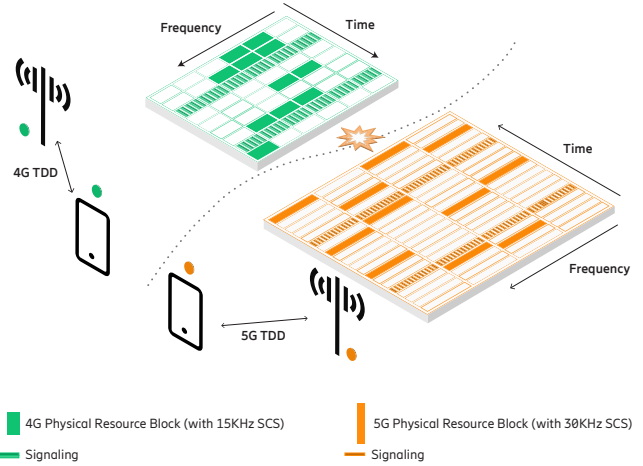 Frequency
Time
4G TDD
Time
Frequency
5G TDD
4G Physical Resource Block (with 15KHz SCS)
5G Physical Resource Block (with 30KHz SCS)
Signaling
Signaling